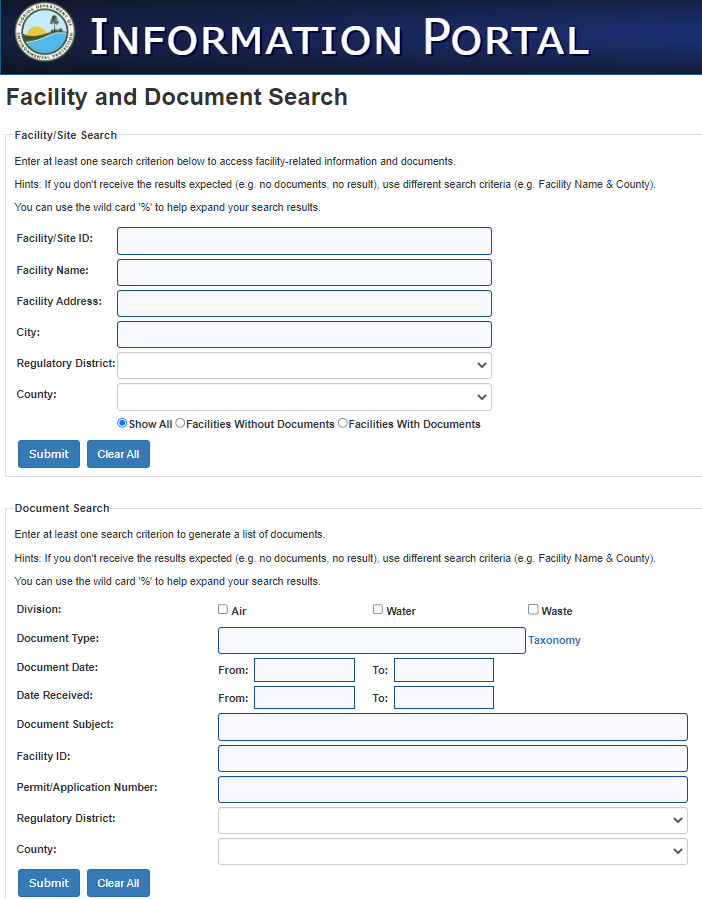 FLORIDA DEPARTMENT OF
ENVIRONMENTAL PROTECTION
INFORMATION PORTAL
Facility and Document Search
Facility/Site Search
Enter at least one search criterion below to access facility-related information and documents.
Hints: If you don't receive the results expected (e.g. no documents, no result), use different search criteria (e.g. Facility Name & County).
You can use the wild card '%' to help expand your search results.
Facility/Site ID:
Facility Name:
Facility Address:
City:
Regulatory District:
County:
Show All Facilities Without Documents Facilities With Documents
Submit Clear All
Document Search
Enter at least one search criterion to generate a list of documents.
Hints: If you don't receive the results expected (e.g. no documents, no result), use different search criteria (e.g. Facility Name & County).
You can use the wild card '%' to help expand your search results.
Division: Air Water Waste
Document Type: Taxonomy
Document Date: From: To:
Date Received: From: To:
Document Subject:
Facility ID:
Permit/Application Number:
Regulatory District:
County:
Submit Clear All